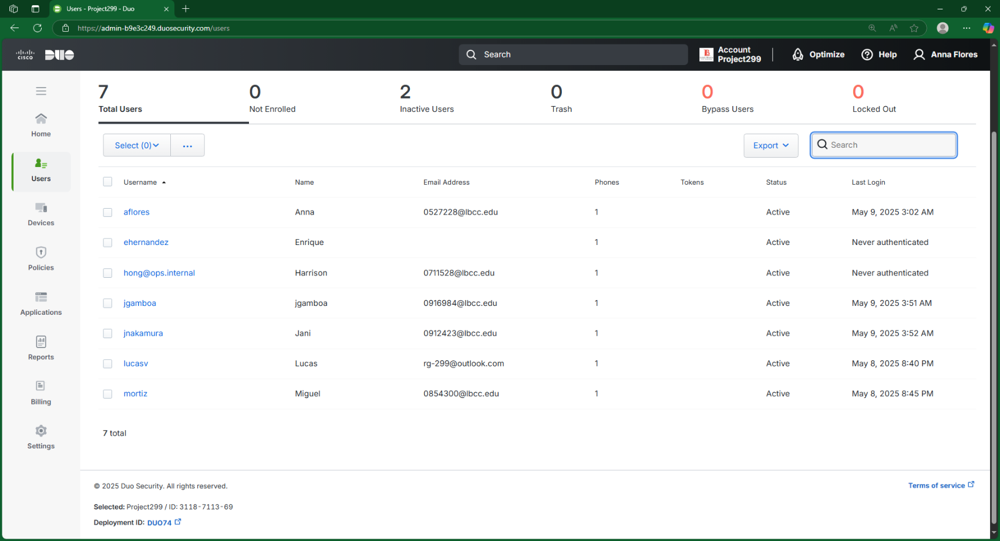 Users - Project299 - Duo
https://admin-b9e3c249.duosecurity.com/users
CISCO DUO
Search
Account
Project299
Optimize
Help
Anna Flores
7
Total Users
0
Not Enrolled
2
Inactive Users
0
Trash
0
Bypass Users
0
Locked Out
Home
Users
Devices
Policies
Applications
Reports
Billing
Settings
Select (0)
...
Export
Search
Username Name Email Address Phones Tokens Status Last Login
aflores Anna 0527228@lbcc.edu 1 Active May 9, 2025 3:02 AM
ehernandez Enrique 1 Active Never authenticated
hong@ops.internal Harrison 0711528@lbcc.edu 1 Active Never authenticated
jgamboa jgamboa 0916984@lbcc.edu 1 Active May 9, 2025 3:51 AM
jnakamura Jani 0912423@lbcc.edu 1 Active May 9, 2025 3:52 AM
lucasv Lucas rg-299@outlook.com 1 Active May 8, 2025 8:40 PM
mortiz Miguel 0854300@lbcc.edu 1 Active May 8, 2025 8:45 PM
7 total
© 2025 Duo Security. All rights reserved.
Terms of service
Selected: Project299 / ID: 3118-7113-69
Deployment ID: DUO74